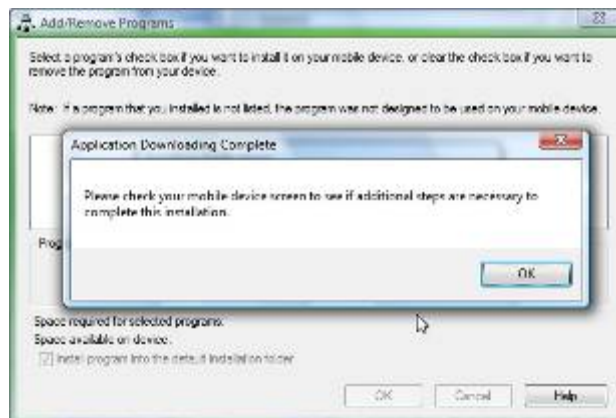 Add/Remove Programs
Select a program's check box if you want to install it on your mobile device, or clear the check box if you want to
remove the program from your device.
Note: If a program that you installed is not listed, the program was not designed to be used on your mobile device.
Application Downloading Complete
Please check your mobile device screen to see if additional steps are necessary to
complete this installation.
Prog
OK
Space required for selected programs:
Space available on device:
Install program into the default installation folder
OK
Cancel
Help